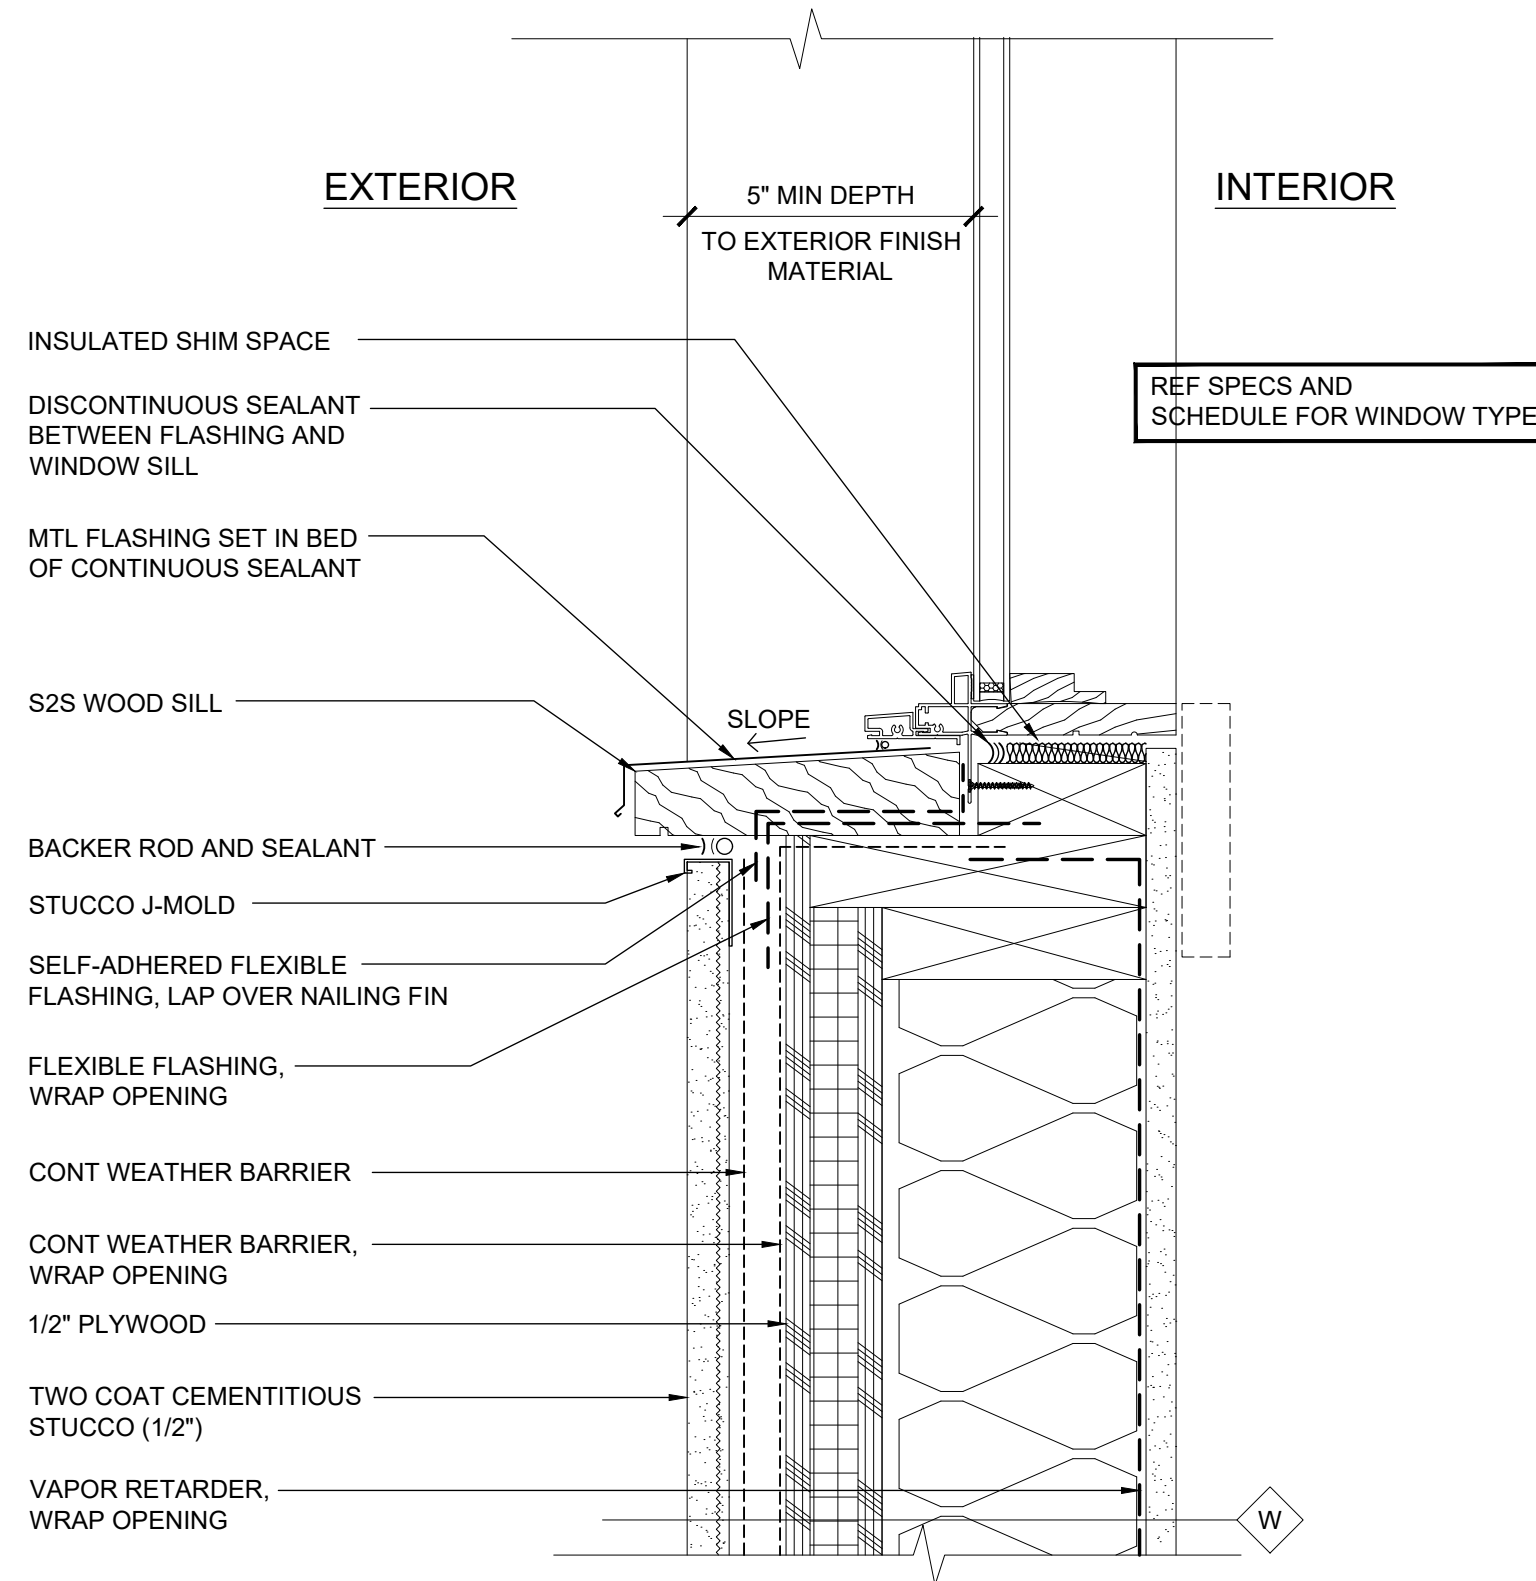 EXTERIOR
5" MIN DEPTH
TO EXTERIOR FINISH
MATERIAL
INTERIOR
INSULATED SHIM SPACE
REF SPECS AND
SCHEDULE FOR WINDOW TYPE
DISCONTINUOUS SEALANT
BETWEEN FLASHING AND
WINDOW SILL
MTL FLASHING SET IN BED
OF CONTINUOUS SEALANT
S2S WOOD SILL
SLOPE
BACKER ROD AND SEALANT
STUCCO J-MOLD
SELF-ADHERED FLEXIBLE
FLASHING, LAP OVER NAILING FIN
FLEXIBLE FLASHING,
WRAP OPENING
CONT WEATHER BARRIER
CONT WEATHER BARRIER,
WRAP OPENING
1/2" PLYWOOD
TWO COAT CEMENTITIOUS
STUCCO (1/2")
VAPOR RETARDER,
WRAP OPENING
W